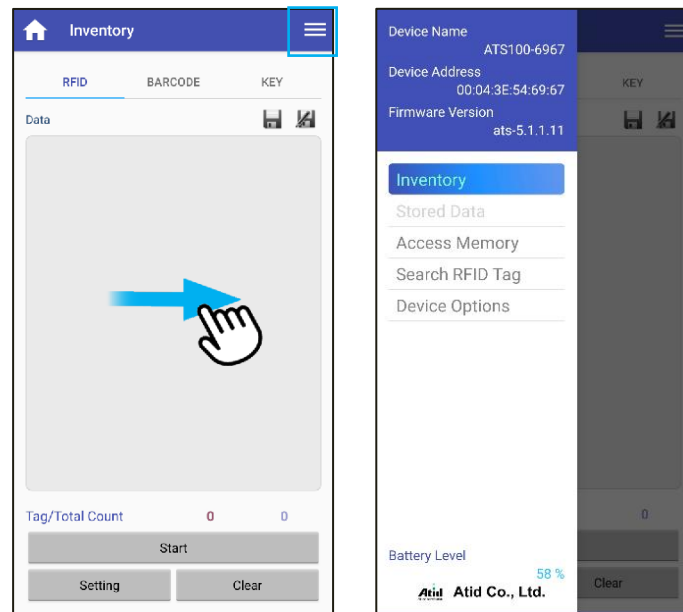 Inventory
RFID BARCODE KEY
Data
Tag/Total Count 0 0
Start
Setting Clear
Device Name
ATS100-6967
Device Address
00:04:3E:54:69:67
Firmware Version
ats-5.1.1.11
Inventory
Stored Data
Access Memory
Search RFID Tag
Device Options
Battery Level
58 %
Atid Atid Co., Ltd.
KEY
0
Clear